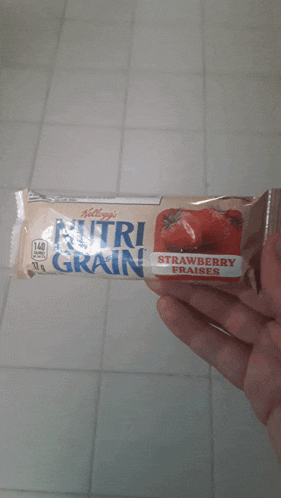 Kellogg's
NUTRI
GRAIN
140
STRAWBERRY
FRAISES